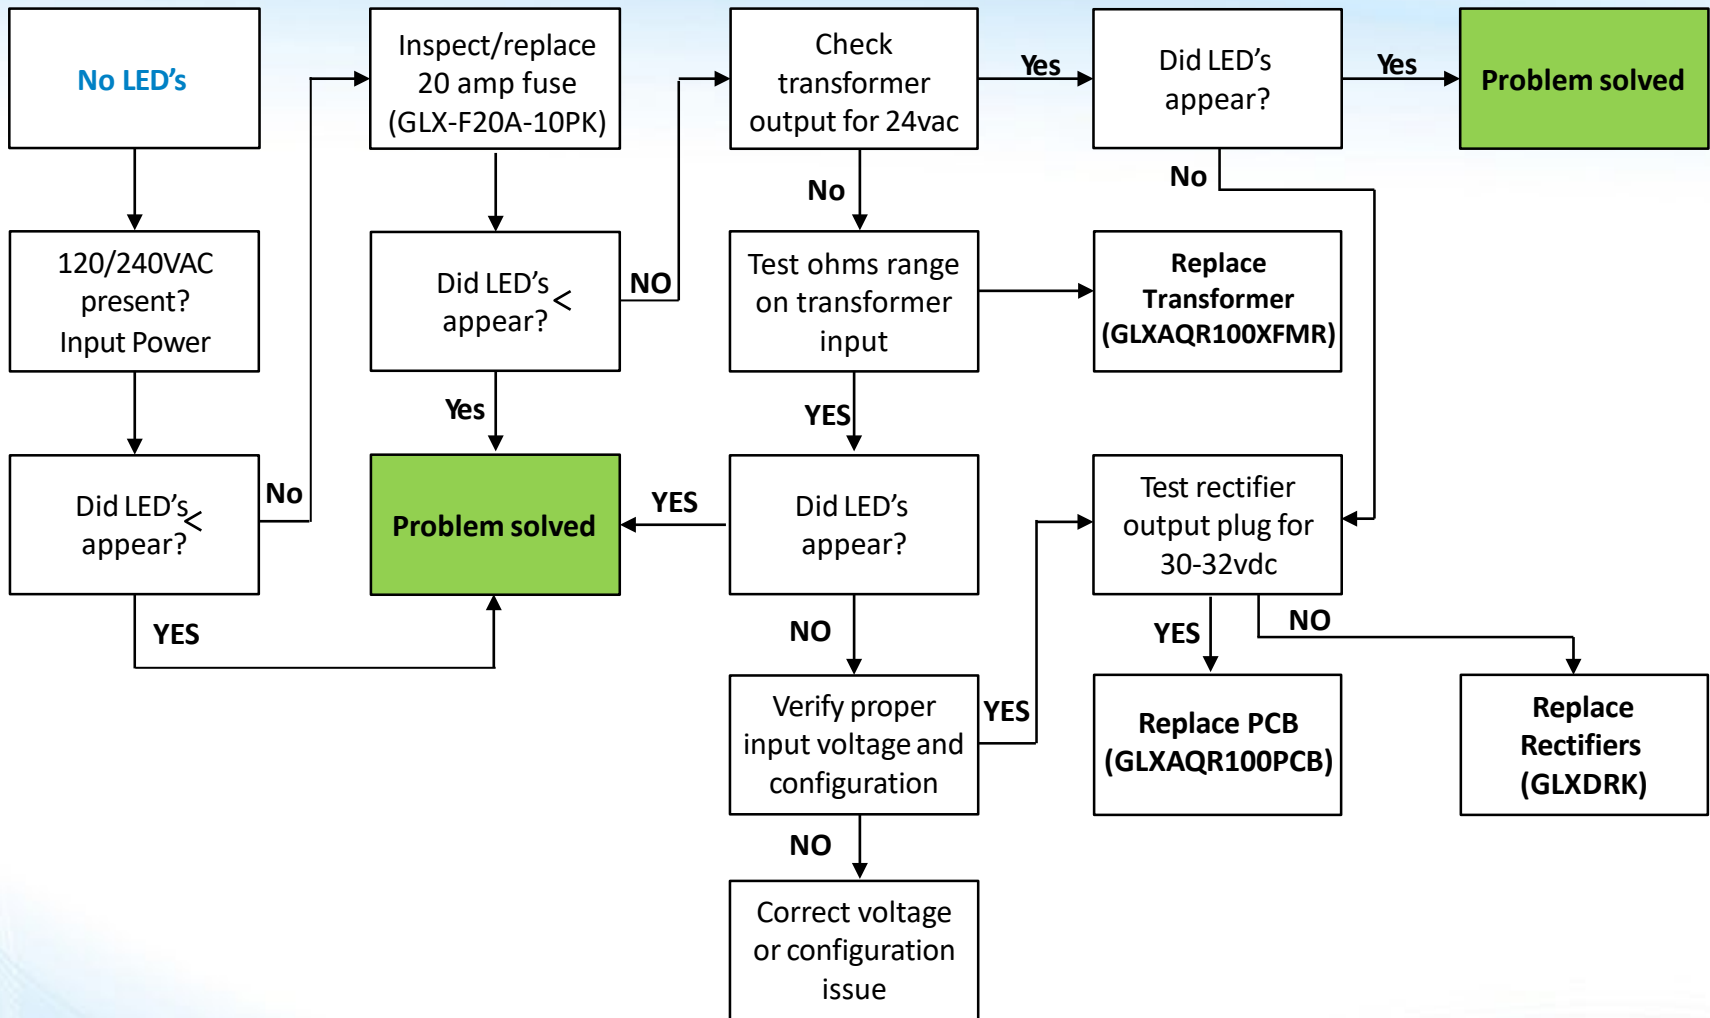 No LED's
Inspect/replace
20 amp fuse
(GLX-F20A-10PK)
Check
transformer
output for 24vac
Yes
Did LED's
appear?
Yes
Problem solved
No
No
120/240VAC
present?
Input Power
Did LED's
appear? <
NO
Test ohms range
on transformer
input
Replace
Transformer
(GLXAQR100XFMR)
Yes
YES
Did LED's
appear? <
No
Problem solved
YES
Did LED's
appear?
Test rectifier
output plug for
30-32vdc
YES
NO
YES
NO
Verify proper
input voltage and
configuration
YES
Replace PCB
(GLXAQR100PCB)
Replace
Rectifiers
(GLXDRK)
NO
Correct voltage
or configuration
issue